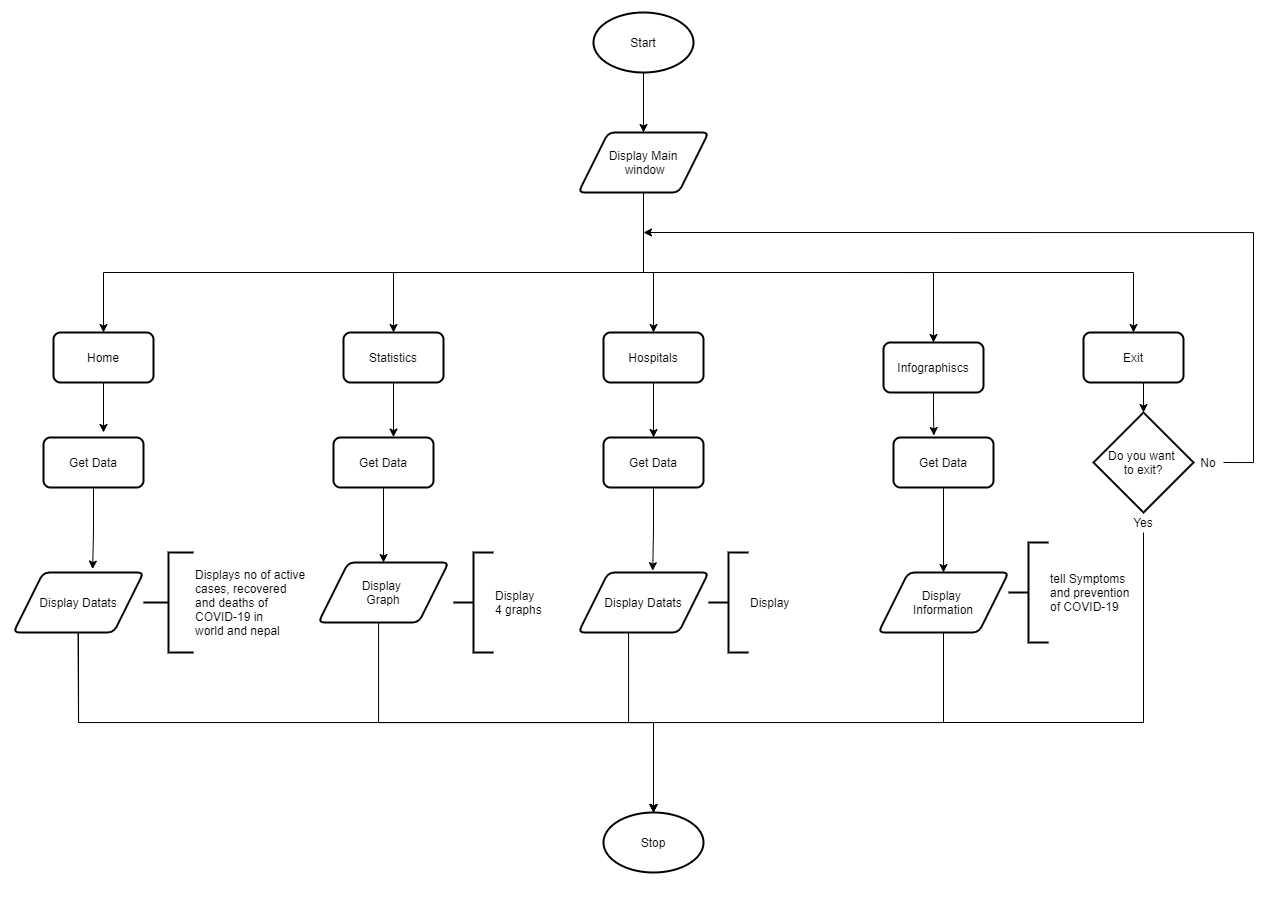 Start
Display Main
window
Home
Statistics
Hospitals
Infographiscs
Exit
Get Data
Get Data
Get Data
Get Data
Do you want
to exit?
No
Yes
Display Datats
Displays no of active
cases, recovered
and deaths of
COVID-19 in
world and nepal
Display
Graph
Display
4 graphs
Display Datats
Display
Display
Information
tell Symptoms
and prevention
of COVID-19
Stop